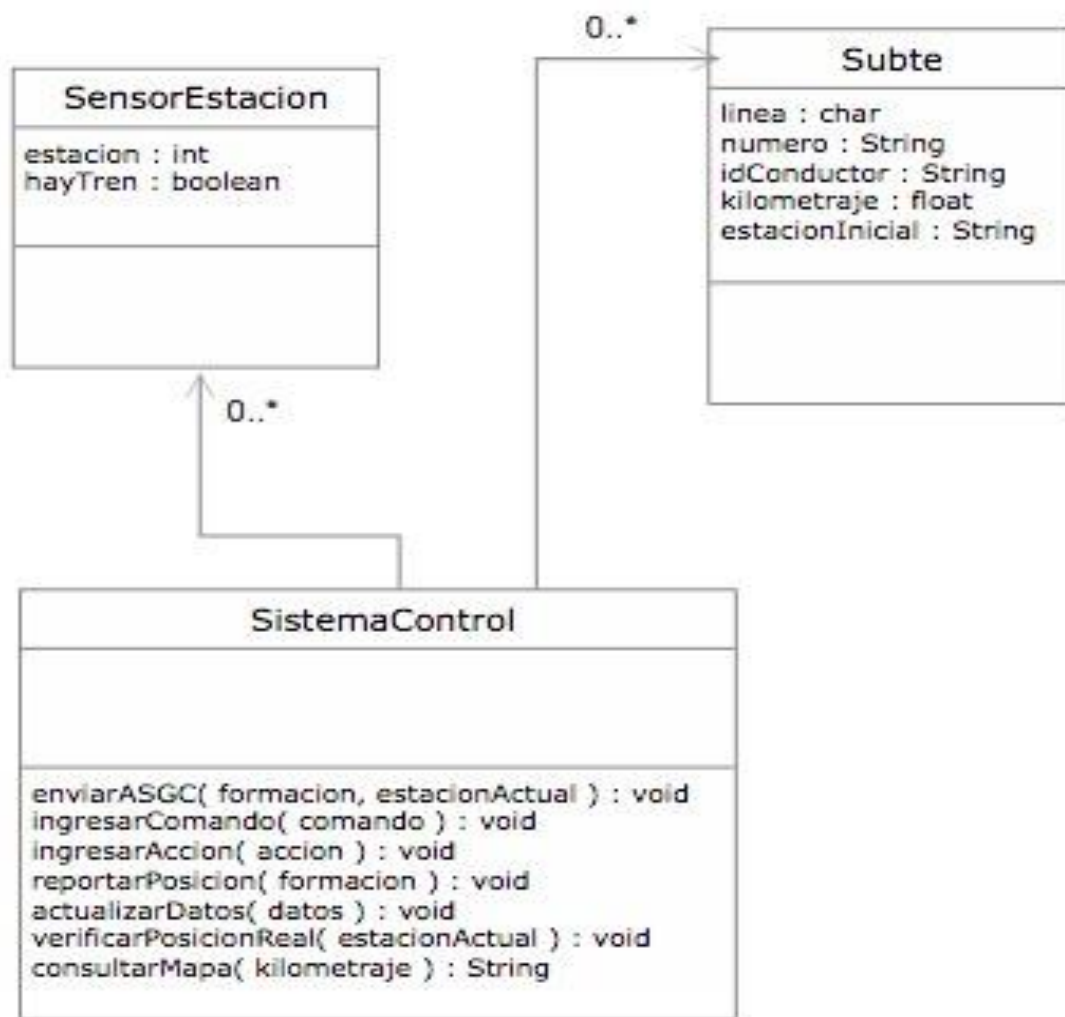 0..*
SensorEstacion
estacion : int
hayTren : boolean
Subte
linea : char
numero : String
idConductor : String
kilometraje : float
estacionInicial : String
0..*
SistemaControl
enviarASGC( formacion, estacionActual ) : void
ingresarComando( comando ) : void
ingresarAccion( accion ) : void
reportarPosicion( formacion ) : void
actualizarDatos( datos ) : void
verificarPosicionReal( estacionActual ) : void
consultarMapa( kilometraje ) : String